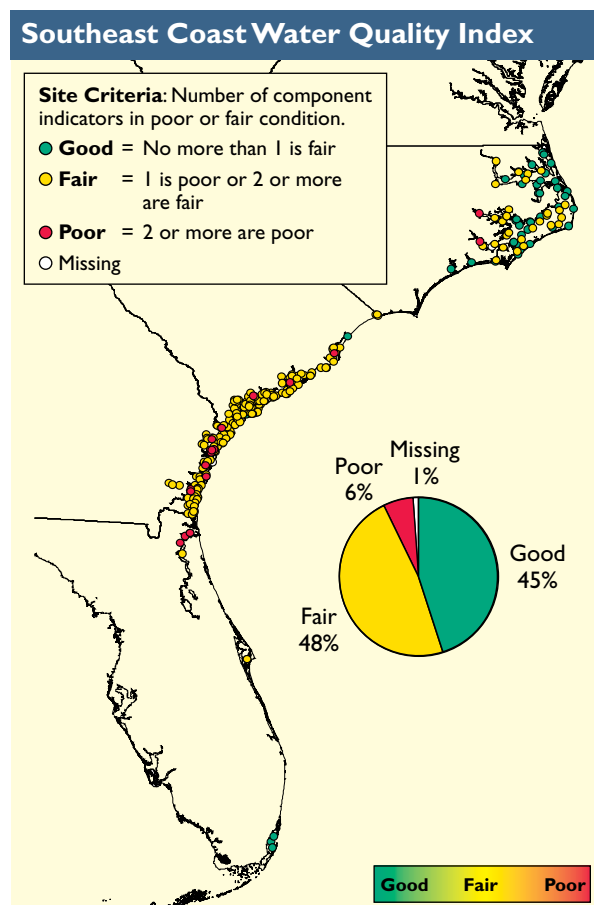 Southeast Coast Water Quality Index
Site Criteria: Number of component
indicators in poor or fair condition.
Good = No more than 1 is fair
Fair = 1 is poor or 2 or more
are fair
Poor = 2 or more are poor
Missing
Missing
1%
Poor
6%
Good
45%
Fair
48%
Good Fair Poor